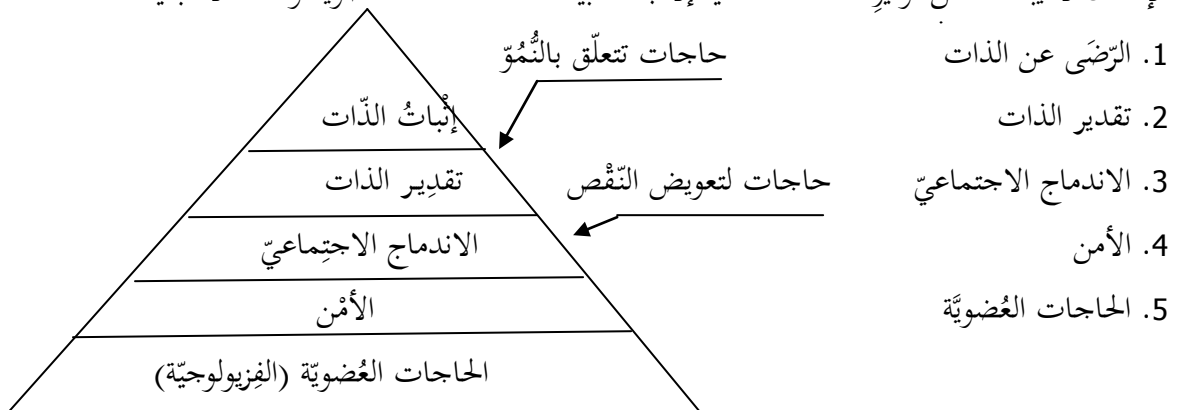 1. الرّضَى عن الذات
2. تقدير الذات
3. الاندماج الاجتماعيّ
4. الأمن
5. الحاجات العُضويَّة
حاجات تتعلّق بالنُّمُوّ
حاجات لتعويض النّقْص
إثْباتُ الذّات
تقدِير الذات
الاندماج الاجتِماعيّ
الأمْن
الحاجات العُضويّة (الفِزيولوجيّة)